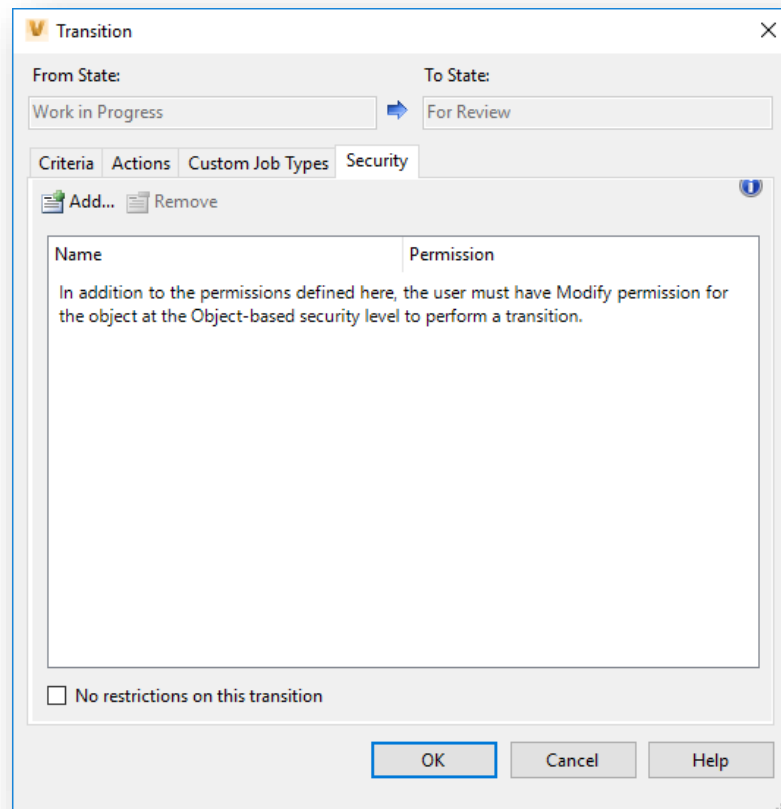 Transition
From State:
To State:
Work in Progress
For Review
Criteria Actions Custom Job Types Security
Add... Remove
Name Permission
In addition to the permissions defined here, the user must have Modify permission for
the object at the Object-based security level to perform a transition.
No restrictions on this transition
OK Cancel Help